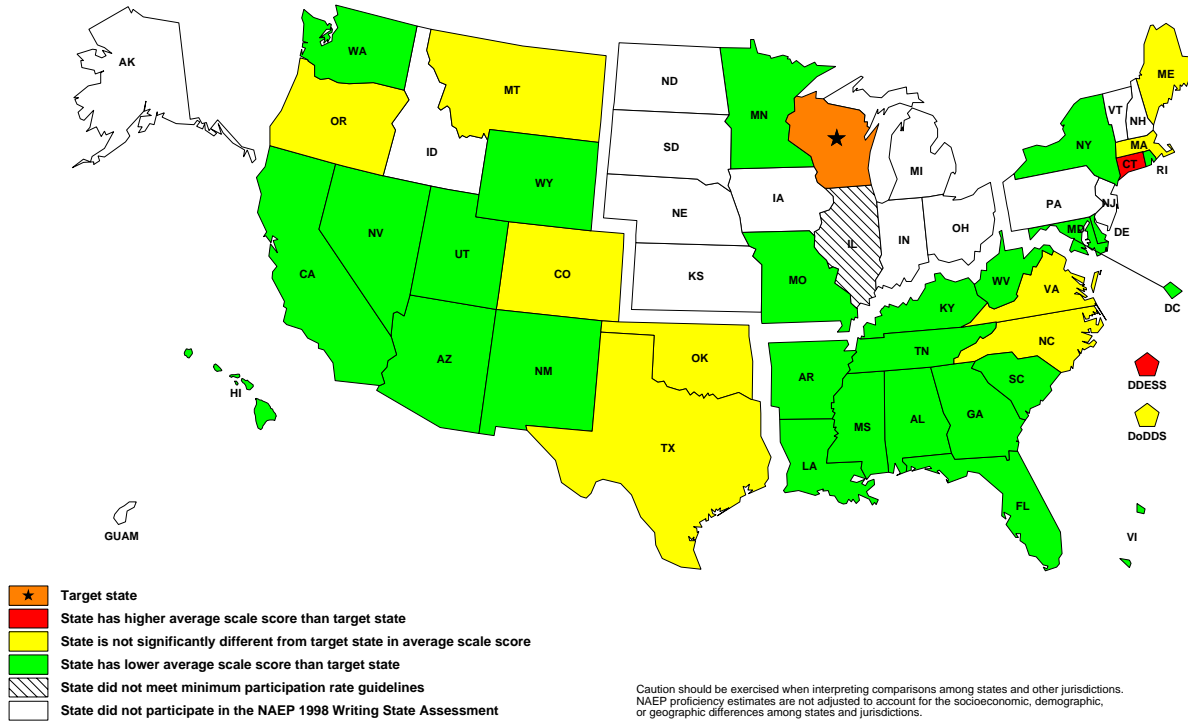 AK
WA
MT
OR
ID
WY
NV
UT
CA
CO
AZ
NM
HI
GUAM
ND
SD
NE
KS
OK
TX
MN
IA
MO
AR
LA
IL
MI
IN
OH
KY
TN
MS
AL
GA
SC
NC
FL
WV
VA
PA
NY
VT
NH
ME
MA
CT
RI
NJ
DE
MD
DC
DDESS
DoDDS
VI
Target state
State has higher average scale score than target state
State is not significantly different from target state in average scale score
State has lower average scale score than target state
State did not meet minimum participation rate guidelines
State did not participate in the NAEP 1998 Writing State Assessment
Caution should be exercised when interpreting comparisons among states and other jurisdictions.
NAEP proficiency estimates are not adjusted to account for the socioeconomic, demographic,
or geographic differences among states and jurisdictions.